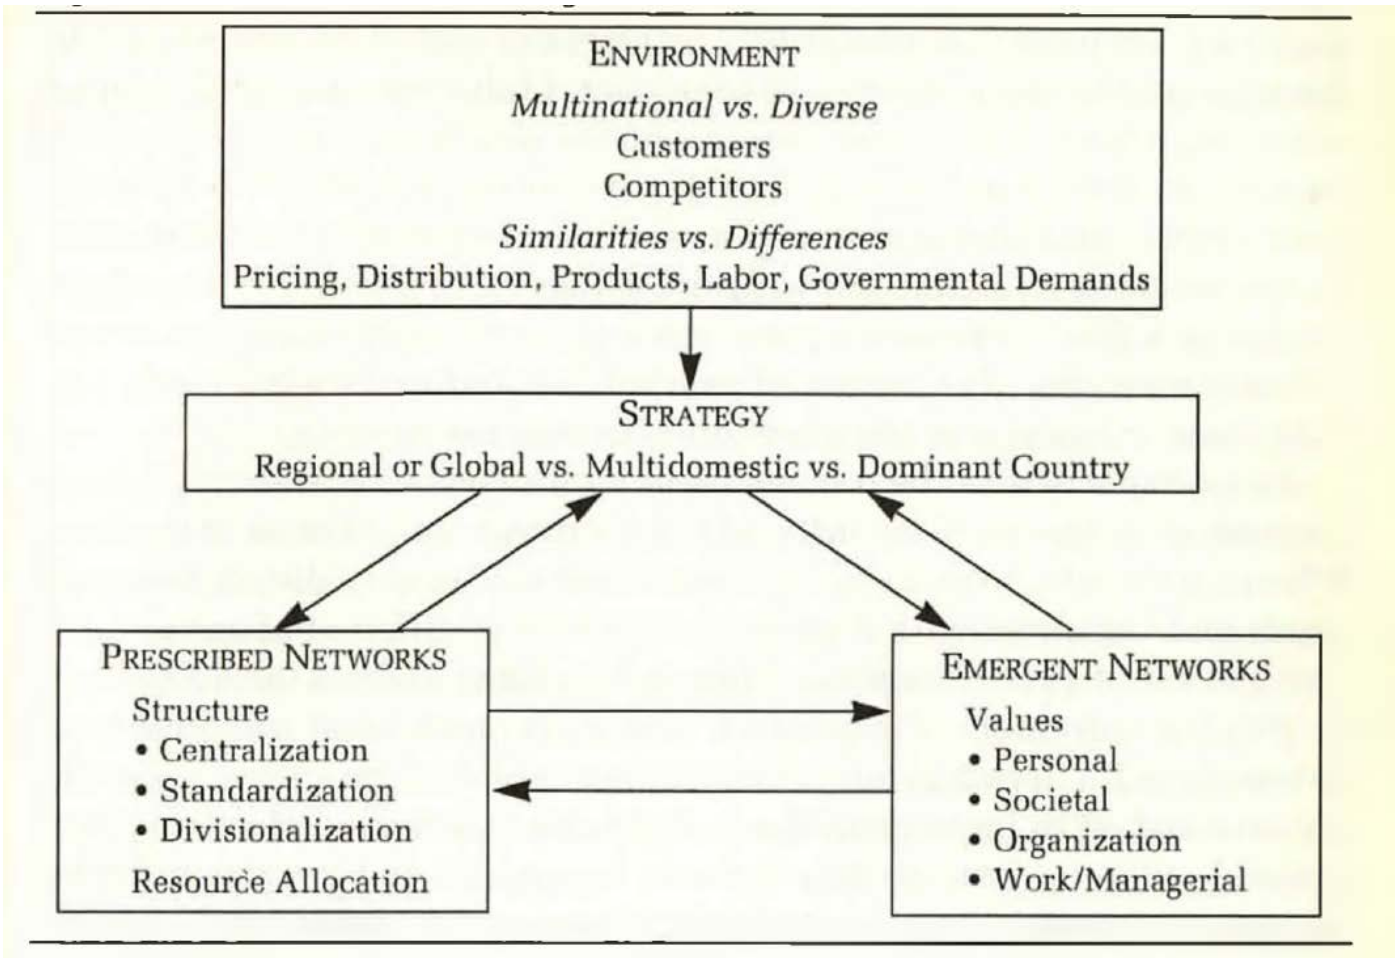 ENVIRONMENT
Multinational vs. Diverse
Customers
Competitors
Similarities vs. Differences
Pricing, Distribution, Products, Labor, Governmental Demands
STRATEGY
Regional or Global vs. Multidomestic vs. Dominant Country
PRESCRIBED NETWORKS
Structure
• Centralization
• Standardization
• Divisionalization
Resource Allocation
EMERGENT NETWORKS
Values
• Personal
• Societal
• Organization
• Work/Managerial